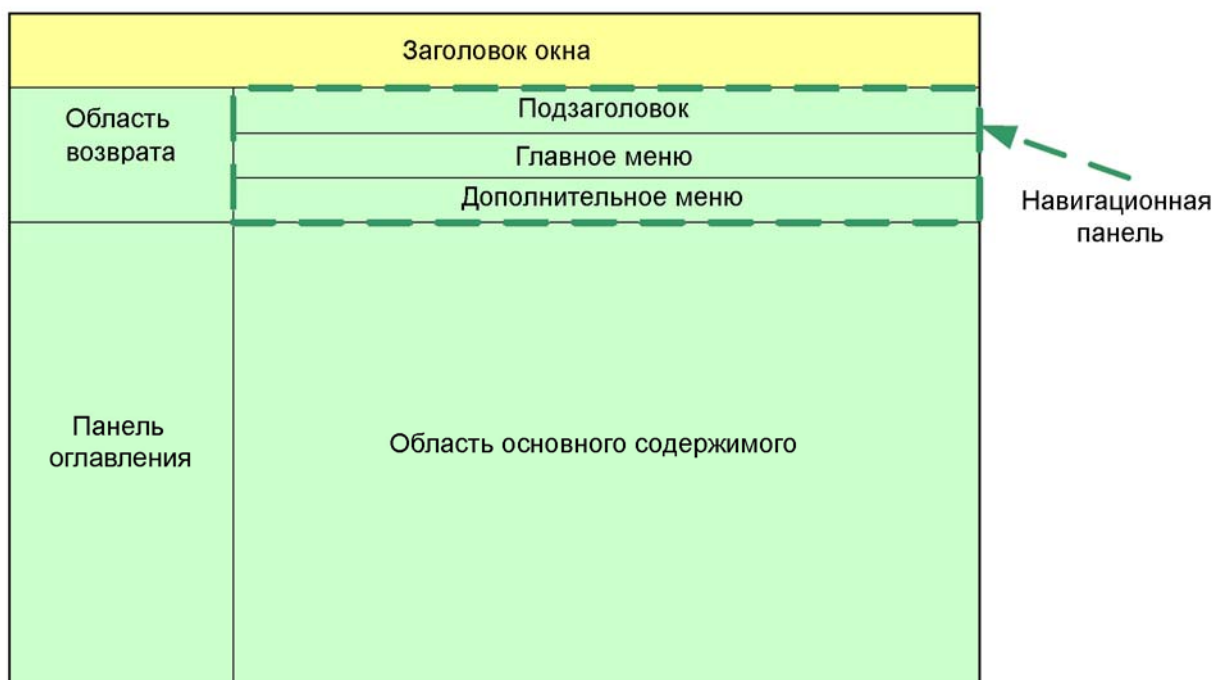 Заголовок окна
Область
возврата
Подзаголовок
Главное меню
Дополнительное меню
Навигационная
панель
Панель
оглавления
Область основного содержимого